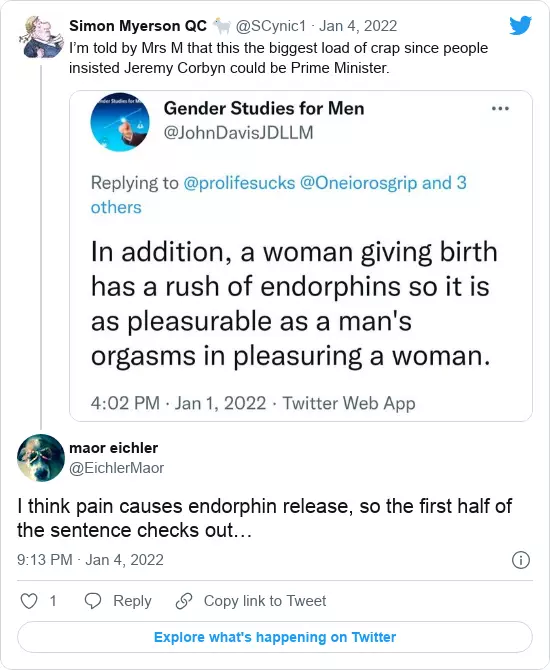 Simon Myerson QC 🐐 @SCynic1 · Jan 4, 2022
I'm told by Mrs M that this the biggest load of crap since people
insisted Jeremy Corbyn could be Prime Minister.
Gender Studies for Men
@JohnDavisJDLLM
Replying to @prolifesucks @Oneiorosgrip and 3
others
In addition, a woman giving birth
has a rush of endorphins so it is
as pleasurable as a man's
orgasms in pleasuring a woman.
4:02 PM · Jan 1, 2022 · Twitter Web App
maor eichler
@EichlerMaor
I think pain causes endorphin release, so the first half of
the sentence checks out…
9:13 PM · Jan 4, 2022
1 Reply Copy link to Tweet
Explore what's happening on Twitter